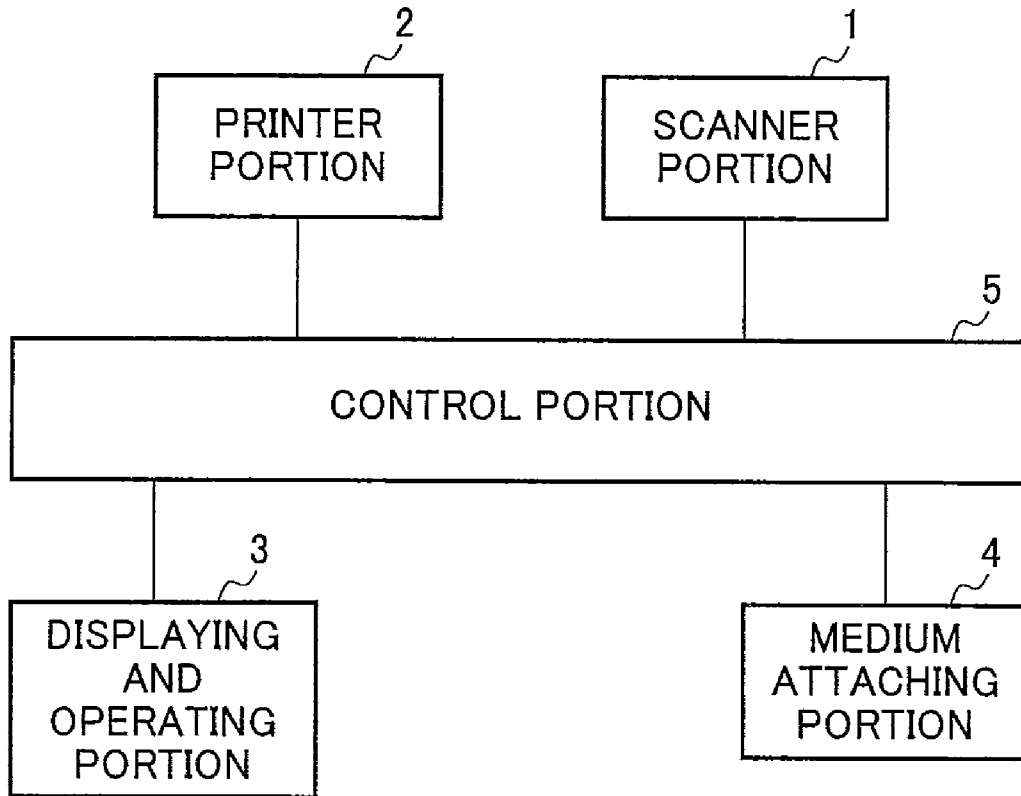 2
1
PRINTER
PORTION
SCANNER
PORTION
5
CONTROL PORTION
3
4
DISPLAYING
AND
OPERATING
PORTION
MEDIUM
ATTACHING
PORTION